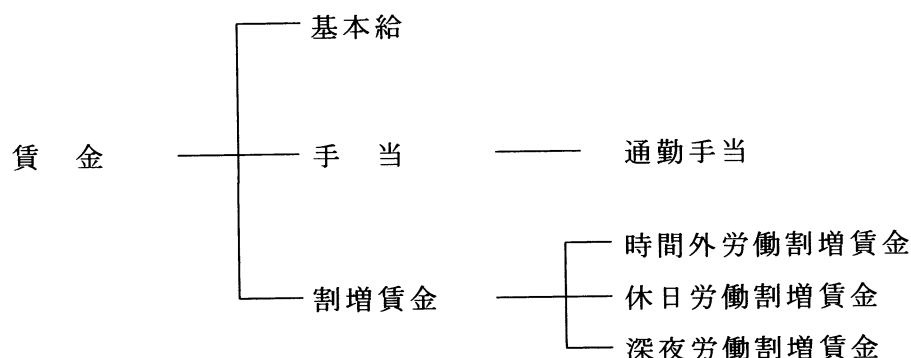 基本給
賃金 手当 通勤手当
時間外労働割増賃金
割増賃金 休日労働割増賃金
深夜労働割増賃金